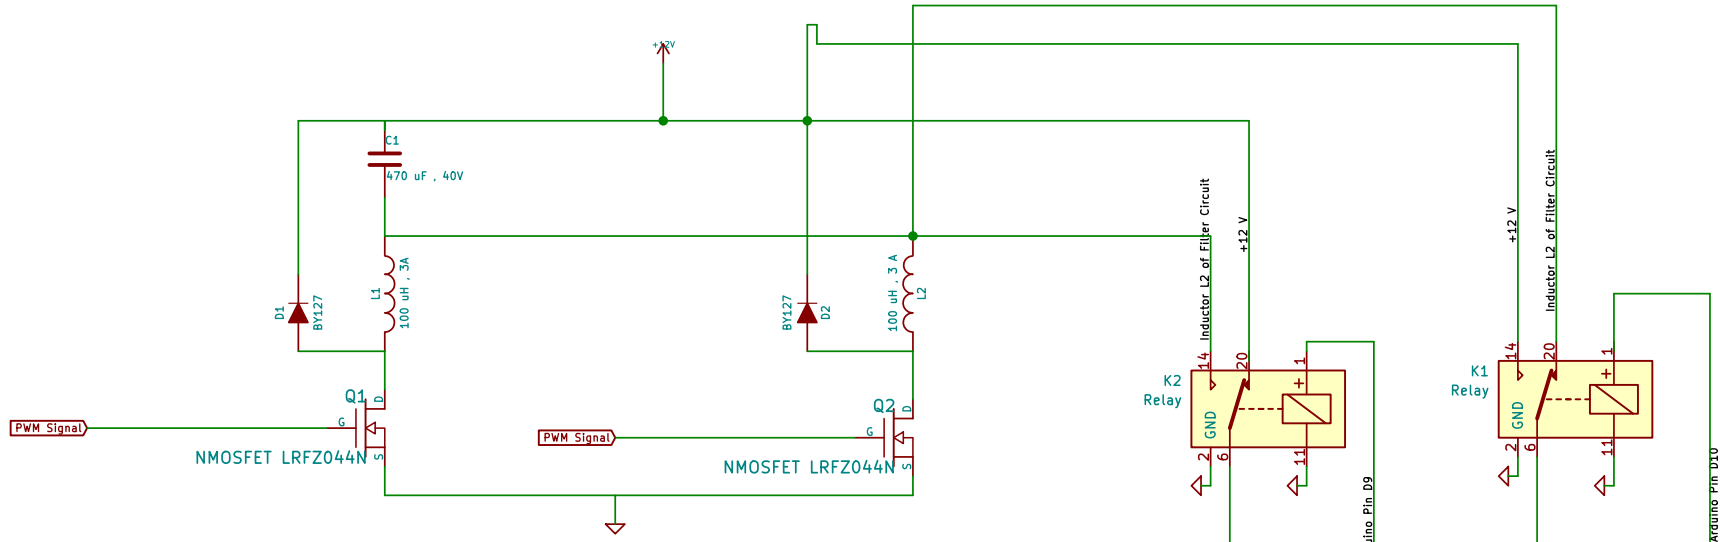 +12V
C1
470 uF , 40V
Inductor L2 of Filter Circuit
+12 V
+12 V
Inductor L2 of Filter Circuit
D1
BY127
L1
100 uH , 3A
BY127
D2
100 uH , 3 A
L2
14
20
1
+
K2
Relay
GND
2
6
11
14
20
1
+
K1
Relay
GND
2
6
11
PWM Signal
Q1
D
G
S
NMOSFET LRFZ044N
PWM Signal
Q2
D
G
S
NMOSFET LRFZ044N
uino Pin D9
Arduino Pin D10